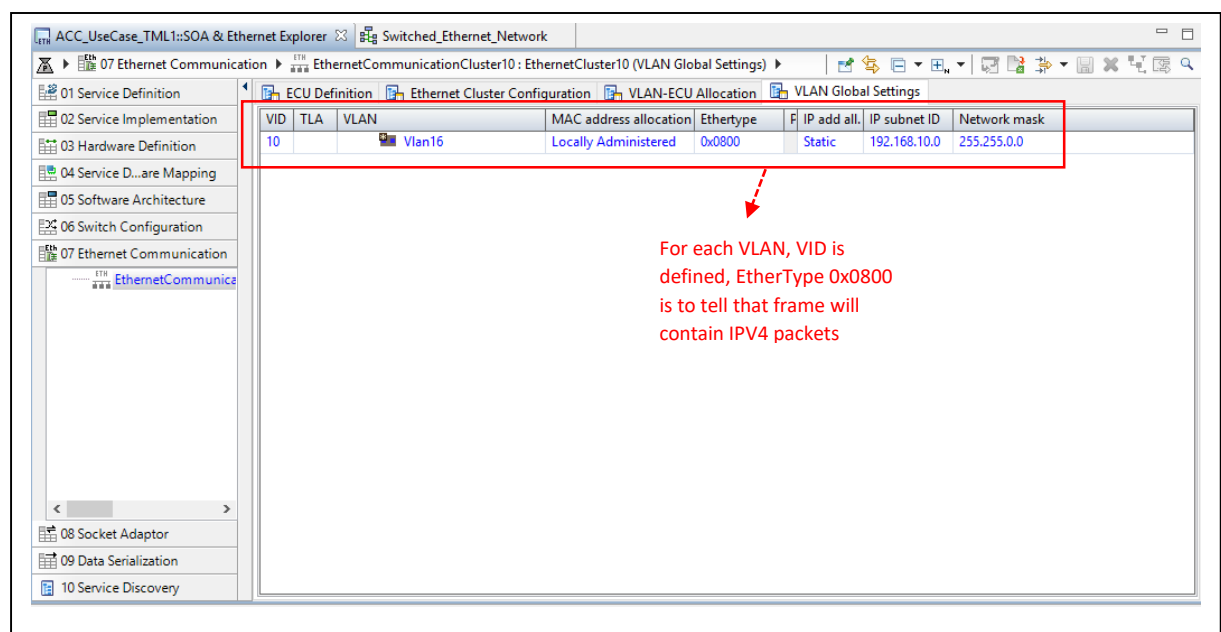 ACC_UseCase_TML1::SOA & Ethernet Explorer Switched_Ethernet_Network
07 Ethernet Communication EthernetCommunicationCluster10 : EthernetCluster10 (VLAN Global Settings)
01 Service Definition
ECU Definition Ethernet Cluster Configuration VLAN-ECU Allocation VLAN Global Settings
02 Service Implementation
VID TLA VLAN MAC address allocation Ethertype F IP add all. IP subnet ID Network mask
10 Vlan16 Locally Administered 0x0800 Static 192.168.10.0 255.255.0.0
03 Hardware Definition
04 Service D...are Mapping
05 Software Architecture
06 Switch Configuration
07 Ethernet Communication
ETH EthernetCommunica
For each VLAN, VID is
defined, EtherType 0x0800
is to tell that frame will
contain IPV4 packets
08 Socket Adaptor
09 Data Serialization
10 Service Discovery